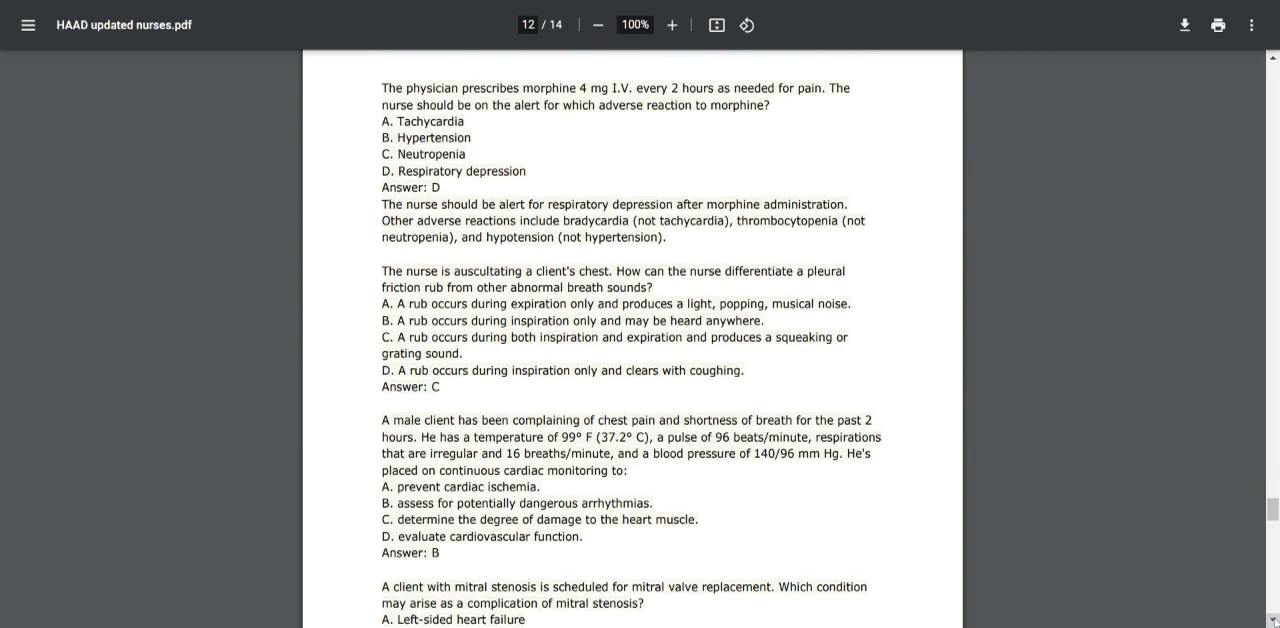 HAAD updated nurses.pdf
12 / 14
100%
The physician prescribes morphine 4 mg I.V. every 2 hours as needed for pain. The
nurse should be on the alert for which adverse reaction to morphine?
A. Tachycardia
B. Hypertension
C. Neutropenia
D. Respiratory depression
Answer: D
The nurse should be alert for respiratory depression after morphine administration.
Other adverse reactions include bradycardia (not tachycardia), thrombocytopenia (not
neutropenia), and hypotension (not hypertension).
The nurse is auscultating a client's chest. How can the nurse differentiate a pleural
friction rub from other abnormal breath sounds?
A. A rub occurs during expiration only and produces a light, popping, musical noise.
B. A rub occurs during inspiration only and may be heard anywhere.
C. A rub occurs during both inspiration and expiration and produces a squeaking or
grating sound.
D. A rub occurs during inspiration only and clears with coughing.
Answer: C
A male client has been complaining of chest pain and shortness of breath for the past 2
hours. He has a temperature of 99° F (37.2° C), a pulse of 96 beats/minute, respirations
that are irregular and 16 breaths/minute, and a blood pressure of 140/96 mm Hg. He's
placed on continuous cardiac monitoring to:
A. prevent cardiac ischemia.
B. assess for potentially dangerous arrhythmias.
C. determine the degree of damage to the heart muscle.
D. evaluate cardiovascular function.
Answer: B
A client with mitral stenosis is scheduled for mitral valve replacement. Which condition
may arise as a complication of mitral stenosis?
A. Left-sided heart failure